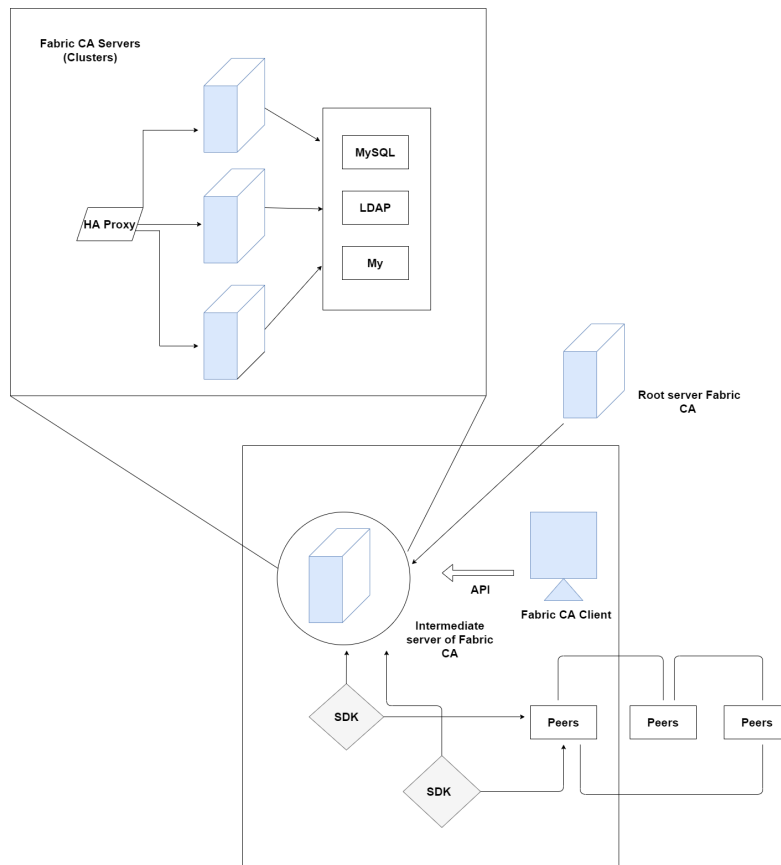 Fabric CA Servers
(Clusters)
MySQL
HA Proxy
LDAP
My
Root server Fabric
CA
API
Fabric CA Client
Intermediate
server of Fabric
CA
SDK
Peers
Peers
Peers
SDK